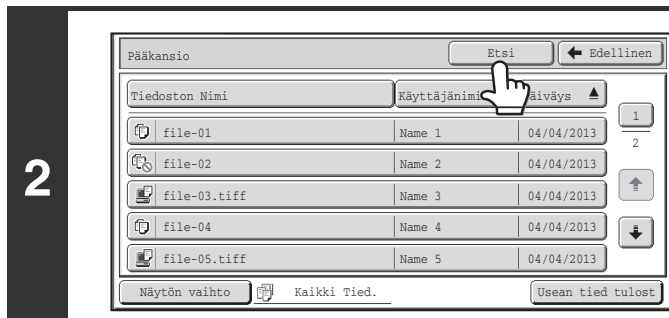 2
Pääkansio Etsi Edellinen
Tiedoston Nimi Käyttäjänimi äiväys
file-01 Name 1 04/04/2013
file-02 Name 2 04/04/2013
file-03.tiff Name 3 04/04/2013
file-04 Name 4 04/04/2013
file-05.tiff Name 5 04/04/2013
1
2
Näytön vaihto Kaikki Tied. Usean tied tulost